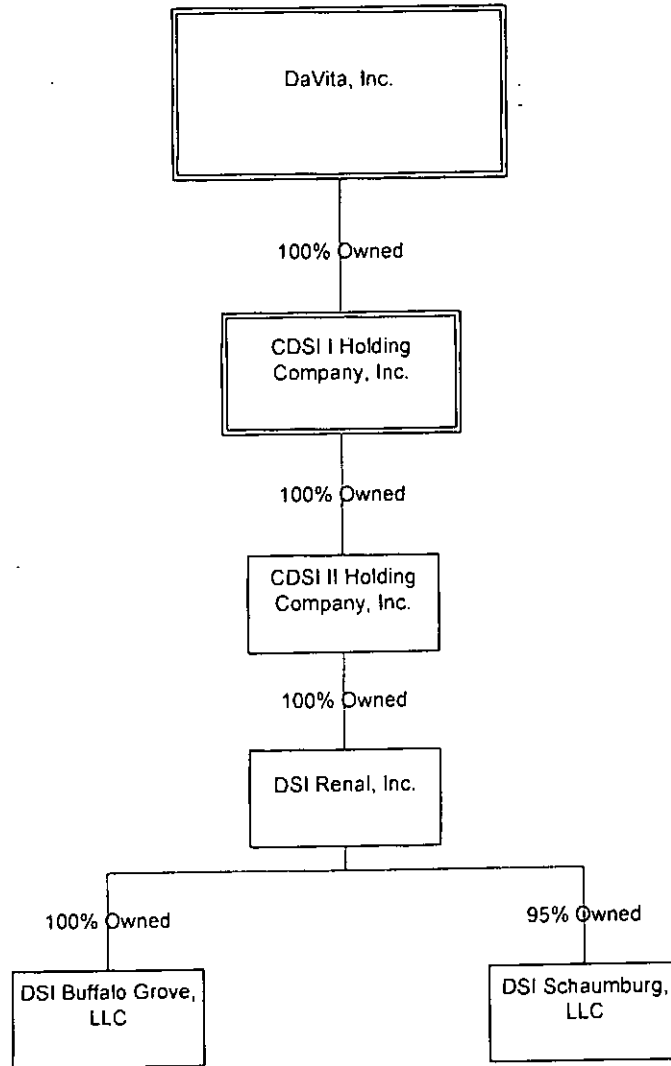 DaVita, Inc.
100% Owned
CDSI I Holding
Company, Inc.
100% Owned
CDSI II Holding
Company, Inc.
100% Owned
DSI Renal, Inc.
100% Owned
95% Owned
DSI Buffalo Grove,
LLC
DSI Schaumburg,
LLC